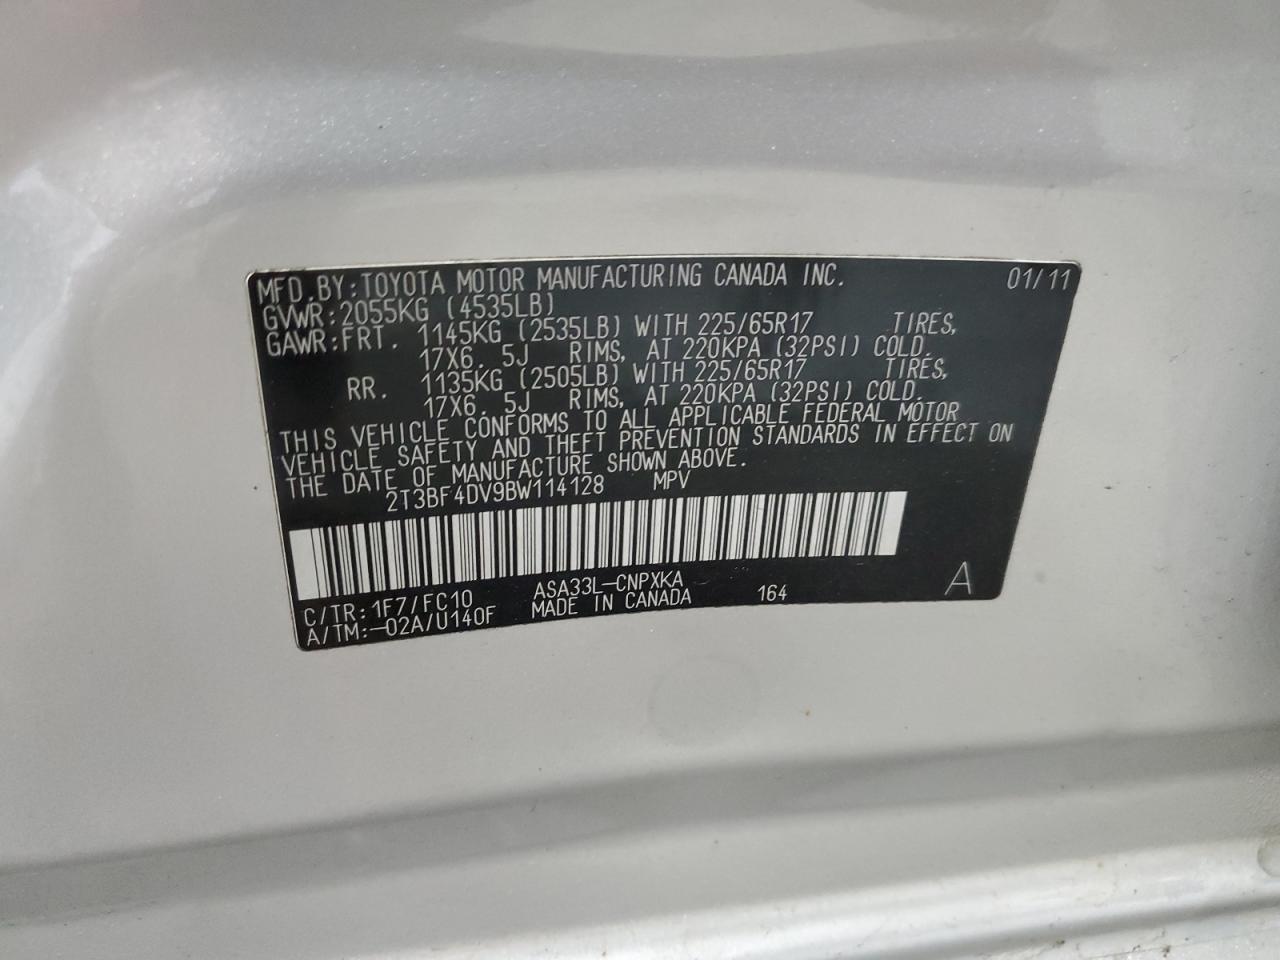 MFD. BY: TOYOTA MOTOR MANUFACTURING CANADA INC. 01/11
GVWR: 2055KG (4535LB)
GAWR: FRT. 1145KG (2535LB) WITH 225/65R17 TIRES,
17X6. 5J RIMS, AT 220KPA (32PSI) COLD.
RR. 1135KG (2505LB) WITH 225/65R17 TIRES,
17X6. 5J RIMS, AT 220KPA (32PSI) COLD.
THIS VEHICLE CONFORMS TO ALL APPLICABLE FEDERAL MOTOR
VEHICLE SAFETY AND THEFT PREVENTION STANDARDS IN EFFECT ON
THE DATE OF MANUFACTURE SHOWN ABOVE.
2T3BF4DV9BW114128 MPV
C/TR: 1F7/FC10 ASA33L-CNPXKA 164 A
A/TM:-02A/U140F MADE IN CANADA